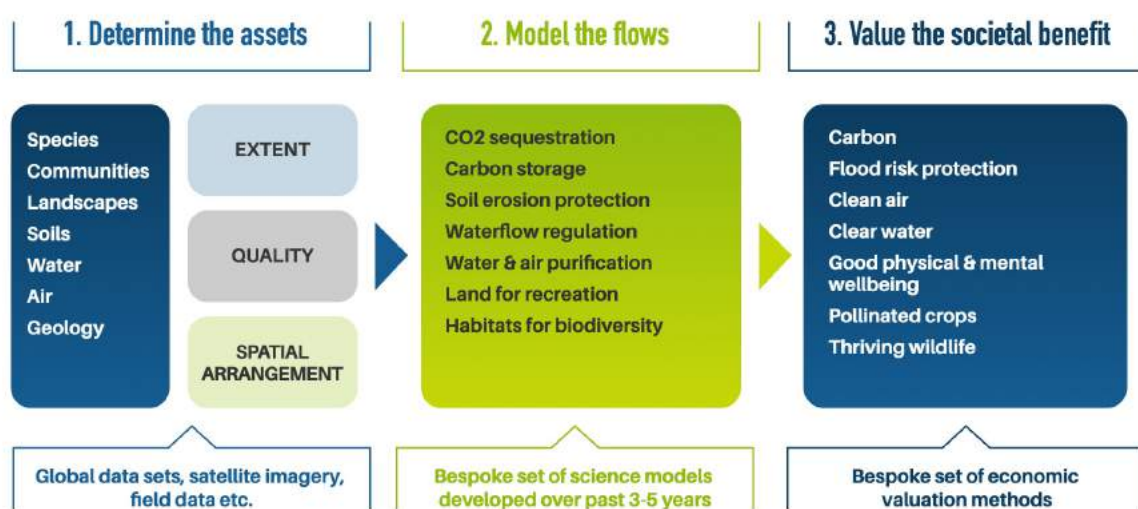 1. Determine the assets
2. Model the flows
3. Value the societal benefit
Species
Communities
Landscapes
Soils
Water
Air
Geology
EXTENT
QUALITY
SPATIAL
ARRANGEMENT
CO2 sequestration
Carbon storage
Soil erosion protection
Waterflow regulation
Water & air purification
Land for recreation
Habitats for biodiversity
Carbon
Flood risk protection
Clean air
Clear water
Good physical & mental
wellbeing
Pollinated crops
Thriving wildlife
Global data sets, satellite imagery,
field data etc.
Bespoke set of science models
developed over past 3-5 years
Bespoke set of economic
valuation methods